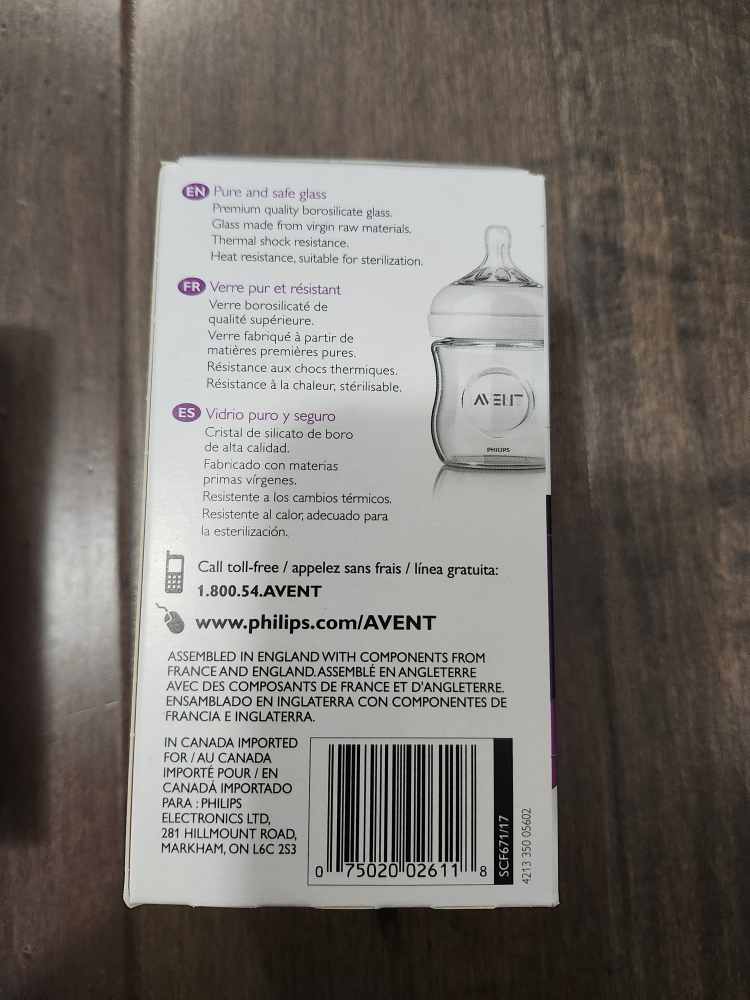 EN Pure and safe glass
Premium quality borosilicate glass.
Glass made from virgin raw materials.
Thermal shock resistance.
Heat resistance, suitable for sterilization.
FR Verre pur et résistant
Verre borosilicaté de
qualité supérieure.
Verre fabriqué à partir de
matières premières pures.
Résistance aux chocs thermiques.
Résistance à la chaleur, stérilisable.
ES Vidrio puro y seguro
Cristal de silicato de boro
de alta calidad.
Fabricado con materias
primas vírgenes.
Resistente a los cambios térmicos.
Resistente al calor, adecuado para
la esterilización.
AVENT
PHILIPS
Call toll-free / appelez sans frais / línea gratuita:
1.800.54.AVENT
www.philips.com/AVENT
ASSEMBLED IN ENGLAND WITH COMPONENTS FROM
FRANCE AND ENGLAND. ASSEMBLÉ EN ANGLETERRE
AVEC DES COMPOSANTS DE FRANCE ET D'ANGLETERRE.
ENSAMBLADO EN INGLATERRA CON COMPONENTES DE
FRANCIA E INGLATERRA.
IN CANADA IMPORTED
FOR / AU CANADA
IMPORTÉ POUR / EN
CANADÁ IMPORTADO
PARA : PHILIPS
ELECTRONICS LTD,
281 HILLMOUNT ROAD,
MARKHAM, ON L6C 2S3
0 75020 02611 8
SCF671/17
4213 350 05602